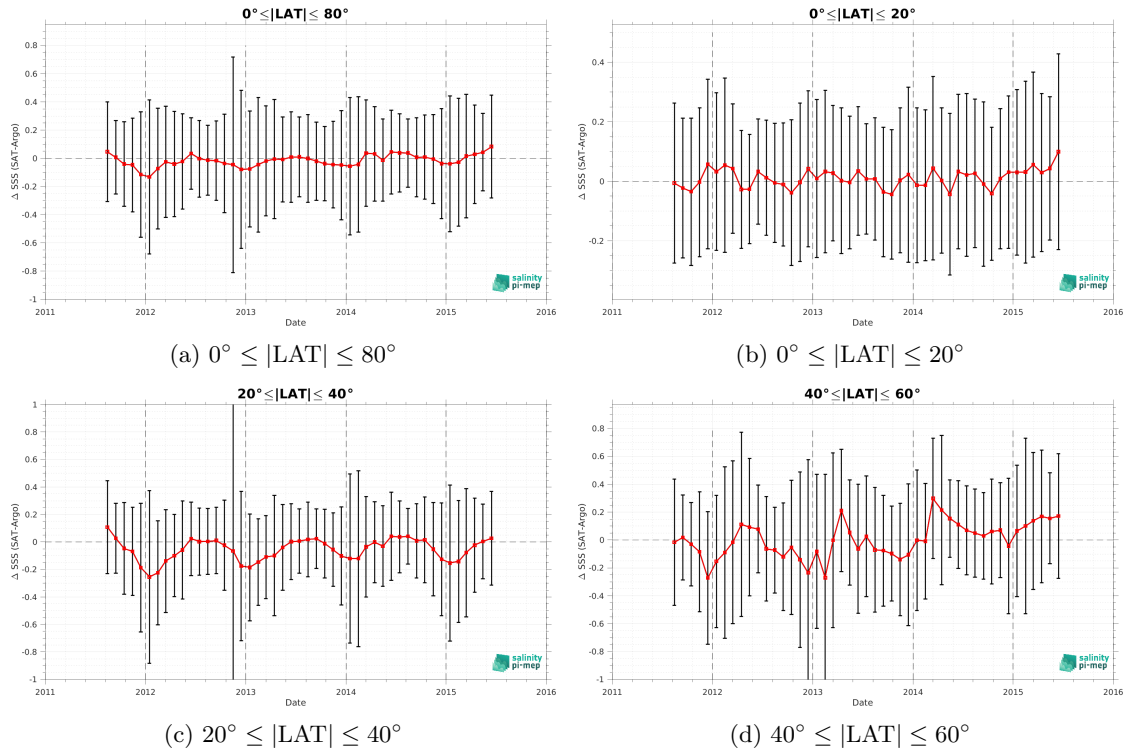 0°≤|LAT|≤ 80°
Δ SSS (SAT-Argo)
0.8
0.6
0.4
0.2
0
-0.2
-0.4
-0.6
-0.8
-1
salinity
pi-mep
2011 2012 2013 2014 2015 2016
Date
(a) 0° ≤ |LAT| ≤ 80°
0°≤|LAT|≤ 20°
Δ SSS (SAT-Argo)
0.4
0.2
0
-0.2
salinity
pi-mep
2011 2012 2013 2014 2015 2016
Date
(b) 0° ≤ |LAT| ≤ 20°
20°≤|LAT|≤ 40°
Δ SSS (SAT-Argo)
1
0.8
0.6
0.4
0.2
0
-0.2
-0.4
-0.6
-0.8
-1
salinity
pi-mep
2011 2012 2013 2014 2015 2016
Date
(c) 20° ≤ |LAT| ≤ 40°
40°≤|LAT|≤ 60°
Δ SSS (SAT-Argo)
0.8
0.6
0.4
0.2
0
-0.2
-0.4
-0.6
-0.8
-1
salinity
pi-mep
2011 2012 2013 2014 2015 2016
Date
(d) 40° ≤ |LAT| ≤ 60°